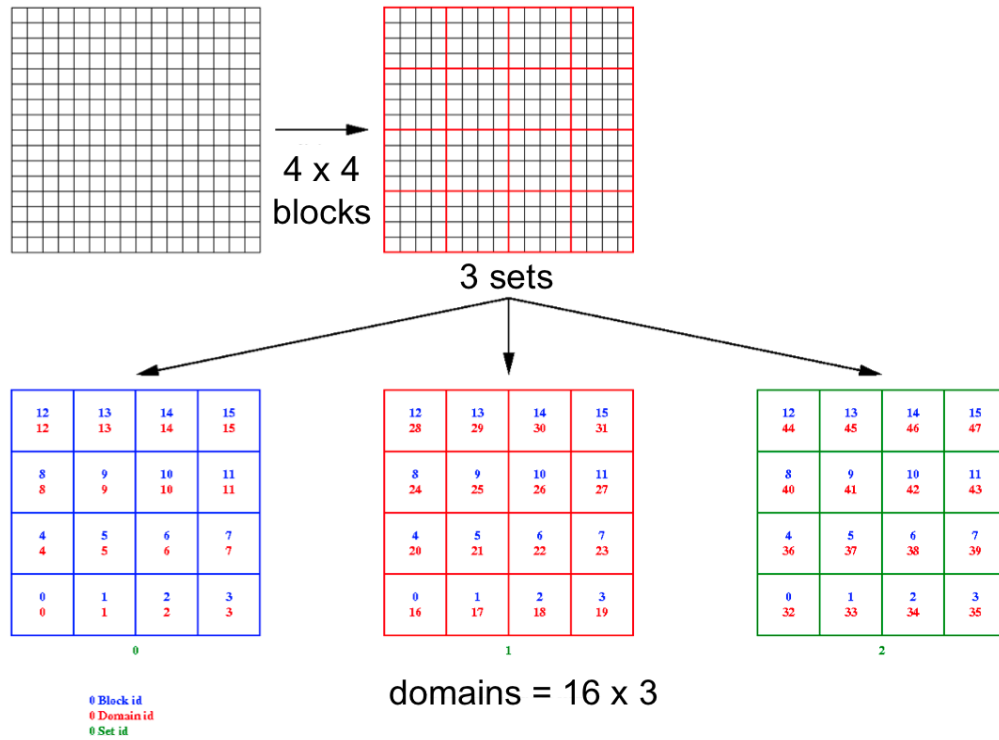 4 x 4
blocks
3 sets
12 13 14 15
12 13 14 15
8 9 10 11
8 9 10 11
4 5 6 7
4 5 6 7
0 1 2 3
0 1 2 3
0
12 13 14 15
28 29 30 31
8 9 10 11
24 25 26 27
4 5 6 7
20 21 22 23
0 1 2 3
16 17 18 19
1
12 13 14 15
44 45 46 47
8 9 10 11
40 41 42 43
4 5 6 7
36 37 38 39
0 1 2 3
32 33 34 35
2
domains = 16 x 3
0 Block id
0 Domain id
0 Set id